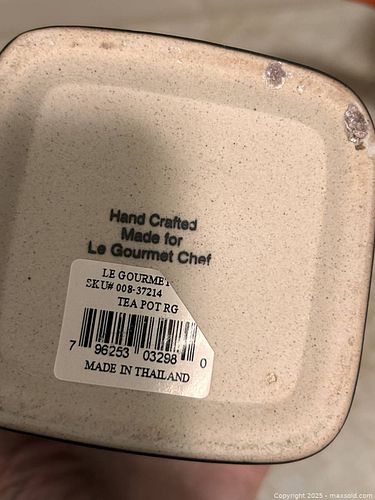 Hand Crafted
Made for
Le Gourmet Chef
LE GOURMET
SKU# 008-37214
TEA POT RG
7 96253 03298 0
MADE IN THAILAND
Copyright 2025 - maxsold.com